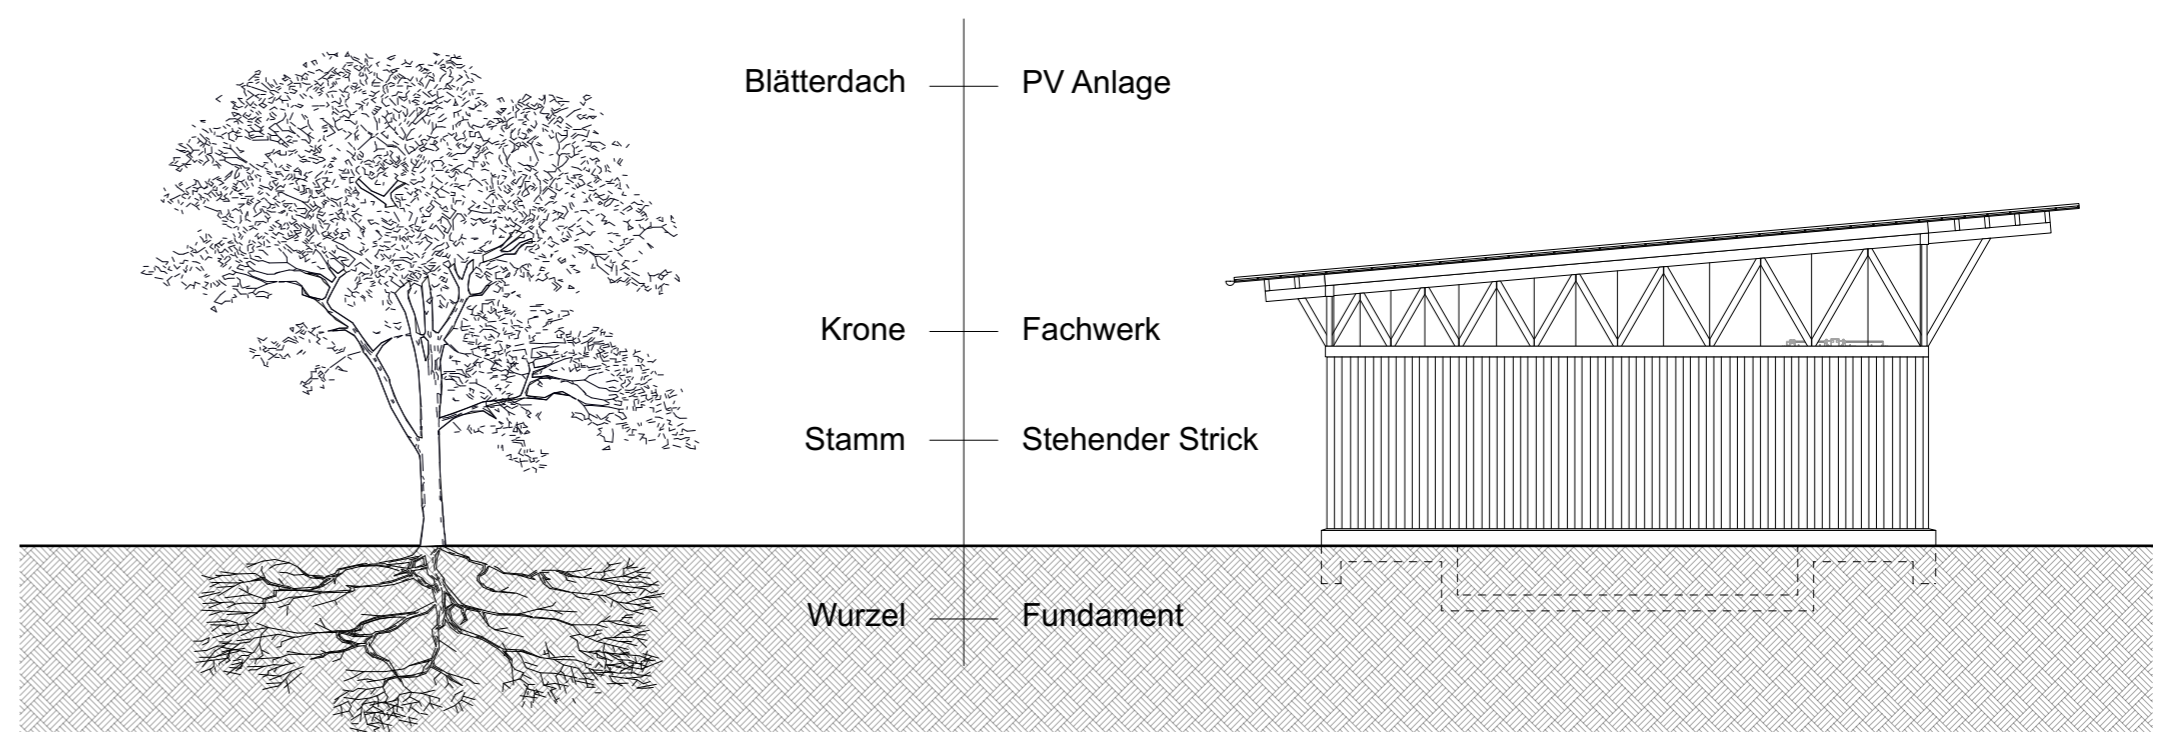 Blätterdach PV Anlage
Krone Fachwerk
Stamm Stehender Strick
Wurzel Fundament